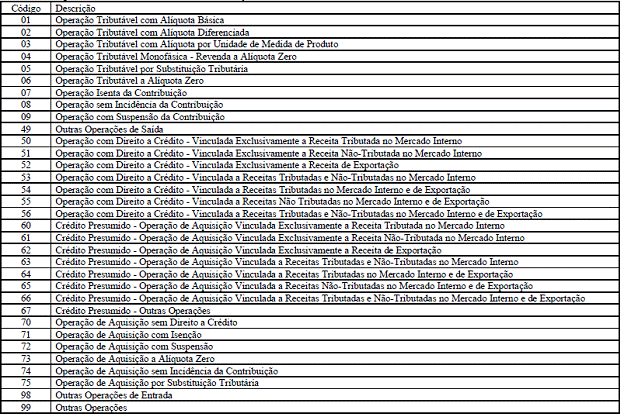 Código Descrição
01 Operação Tributável com Alíquota Básica
02 Operação Tributável com Alíquota Diferenciada
03 Operação Tributável com Alíquota por Unidade de Medida de Produto
04 Operação Tributável Monofásica - Revenda a Alíquota Zero
05 Operação Tributável por Substituição Tributária
06 Operação Tributável a Alíquota Zero
07 Operação Isenta da Contribuição
08 Operação sem Incidência da Contribuição
09 Operação com Suspensão da Contribuição
49 Outras Operações de Saída
50 Operação com Direito a Crédito - Vinculada Exclusivamente a Receita Tributada no Mercado Interno
51 Operação com Direito a Crédito - Vinculada Exclusivamente a Receita Não-Tributada no Mercado Interno
52 Operação com Direito a Crédito - Vinculada Exclusivamente a Receita de Exportação
53 Operação com Direito a Crédito - Vinculada a Receitas Tributadas e Não-Tributadas no Mercado Interno
54 Operação com Direito a Crédito - Vinculada a Receitas Tributadas no Mercado Interno e de Exportação
55 Operação com Direito a Crédito - Vinculada a Receitas Não Tributadas no Mercado Interno e de Exportação
56 Operação com Direito a Crédito - Vinculada a Receitas Tributadas e Não-Tributadas no Mercado Interno e de Exportação
60 Crédito Presumido - Operação de Aquisição Vinculada Exclusivamente a Receita Tributada no Mercado Interno
61 Crédito Presumido - Operação de Aquisição Vinculada Exclusivamente a Receita Não-Tributada no Mercado Interno
62 Crédito Presumido - Operação de Aquisição Vinculada Exclusivamente a Receita de Exportação
63 Crédito Presumido - Operação de Aquisição Vinculada a Receitas Tributadas e Não-Tributadas no Mercado Interno
64 Crédito Presumido - Operação de Aquisição Vinculada a Receitas Tributadas no Mercado Interno e de Exportação
65 Crédito Presumido - Operação de Aquisição Vinculada a Receitas Não-Tributadas no Mercado Interno e de Exportação
66 Crédito Presumido - Operação de Aquisição Vinculada a Receitas Tributadas e Não-Tributadas no Mercado Interno e de Exportação
67 Crédito Presumido - Outras Operações
70 Operação de Aquisição sem Direito a Crédito
71 Operação de Aquisição com Isenção
72 Operação de Aquisição com Suspensão
73 Operação de Aquisição a Alíquota Zero
74 Operação de Aquisição sem Incidência da Contribuição
75 Operação de Aquisição por Substituição Tributária
98 Outras Operações de Entrada
99 Outras Operações